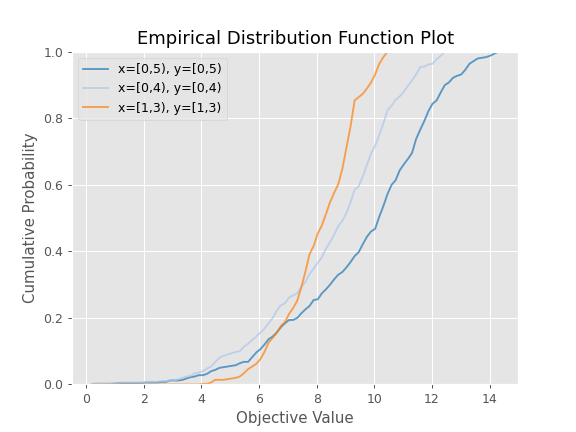 Empirical Distribution Function Plot
1.0
0.8
0.6
0.4
0.2
0.0
Cumulative Probability
x=[0,5), y=[0,5)
x=[0,4), y=[0,4)
x=[1,3), y=[1,3)
0 2 4 6 8 10 12 14
Objective Value